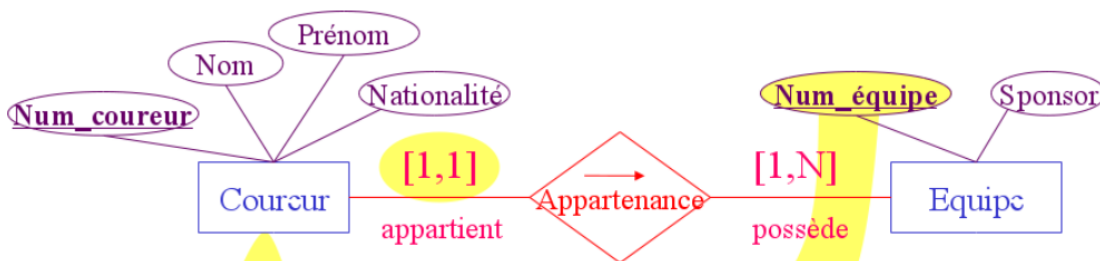 Prénom
Nom
Nationalité
Num_coureur
Num_équipe
Sponsor
[1,1]
[1,N]
Coureur
Appartenance
Equipe
appartient
possède